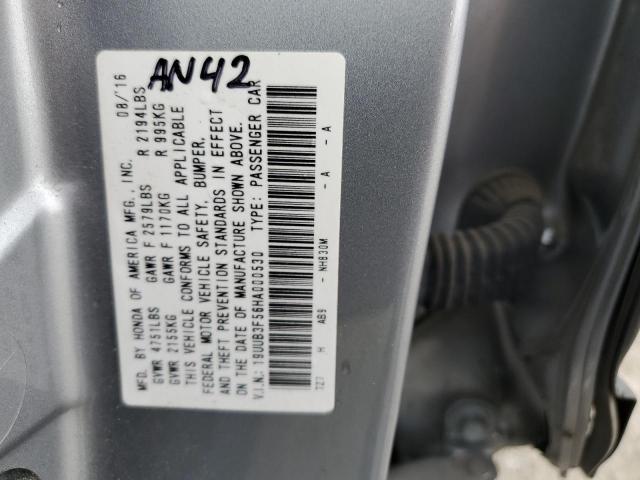 AN42
MFD. BY HONDA OF AMERICA MFG., INC. 08/'16
GVWR 4751LBS GAWR F 2579LBS R 2194LBS
GVWR 2155KG GAWR F 1170KG R 995KG
THIS VEHICLE CONFORMS TO ALL APPLICABLE
FEDERAL MOTOR VEHICLE SAFETY, BUMPER,
AND THEFT PREVENTION STANDARDS IN EFFECT
ON THE DATE OF MANUFACTURE SHOWN ABOVE.
V.I.N.: 19UUB3F56HA000530 TYPE: PASSENGER CAR
TZ7 H AB9 - NH830M - A - A